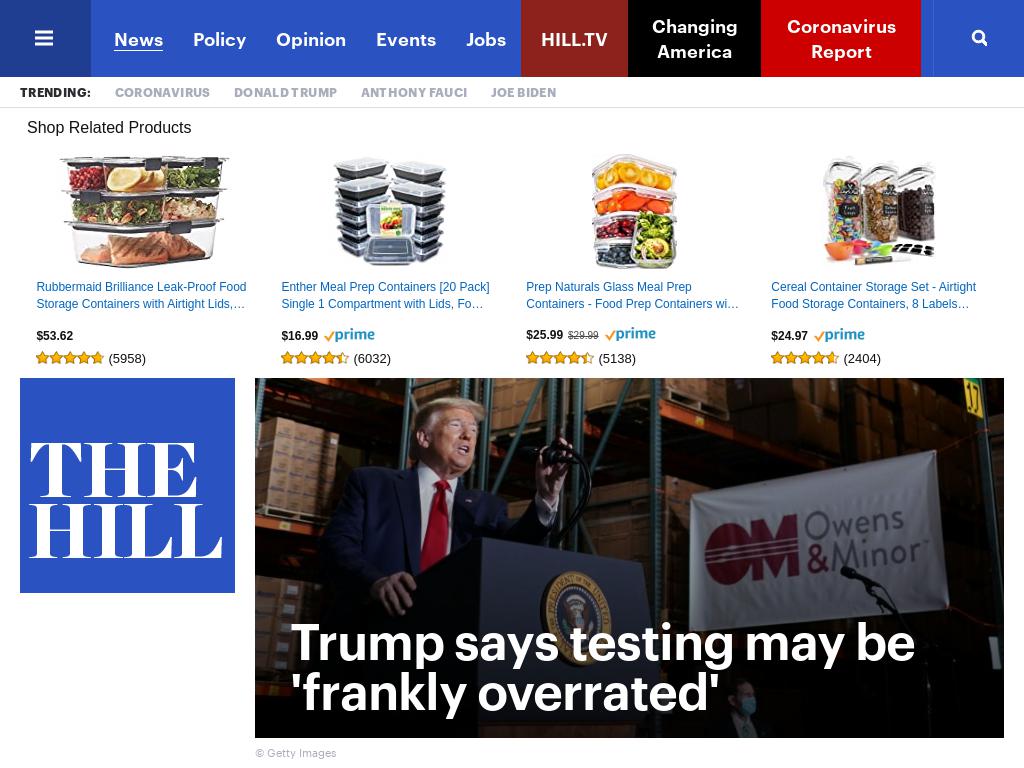 News Policy Opinion Events Jobs HILL.TV Changing America Coronavirus Report
TRENDING: CORONAVIRUS DONALD TRUMP ANTHONY FAUCI JOE BIDEN
Shop Related Products
Rubbermaid Brilliance Leak-Proof Food
Storage Containers with Airtight Lids,...
$53.62
(5958)
Enther Meal Prep Containers [20 Pack]
Single 1 Compartment with Lids, Fo...
$16.99 prime
(6032)
Prep Naturals Glass Meal Prep
Containers - Food Prep Containers wi...
$25.99 $29.99 prime
(5138)
Cereal Container Storage Set - Airtight
Food Storage Containers, 8 Labels...
$24.97 prime
(2404)
THE
HILL
17
OM Owens
&Minor™
Trump says testing may be
'frankly overrated'
© Getty Images